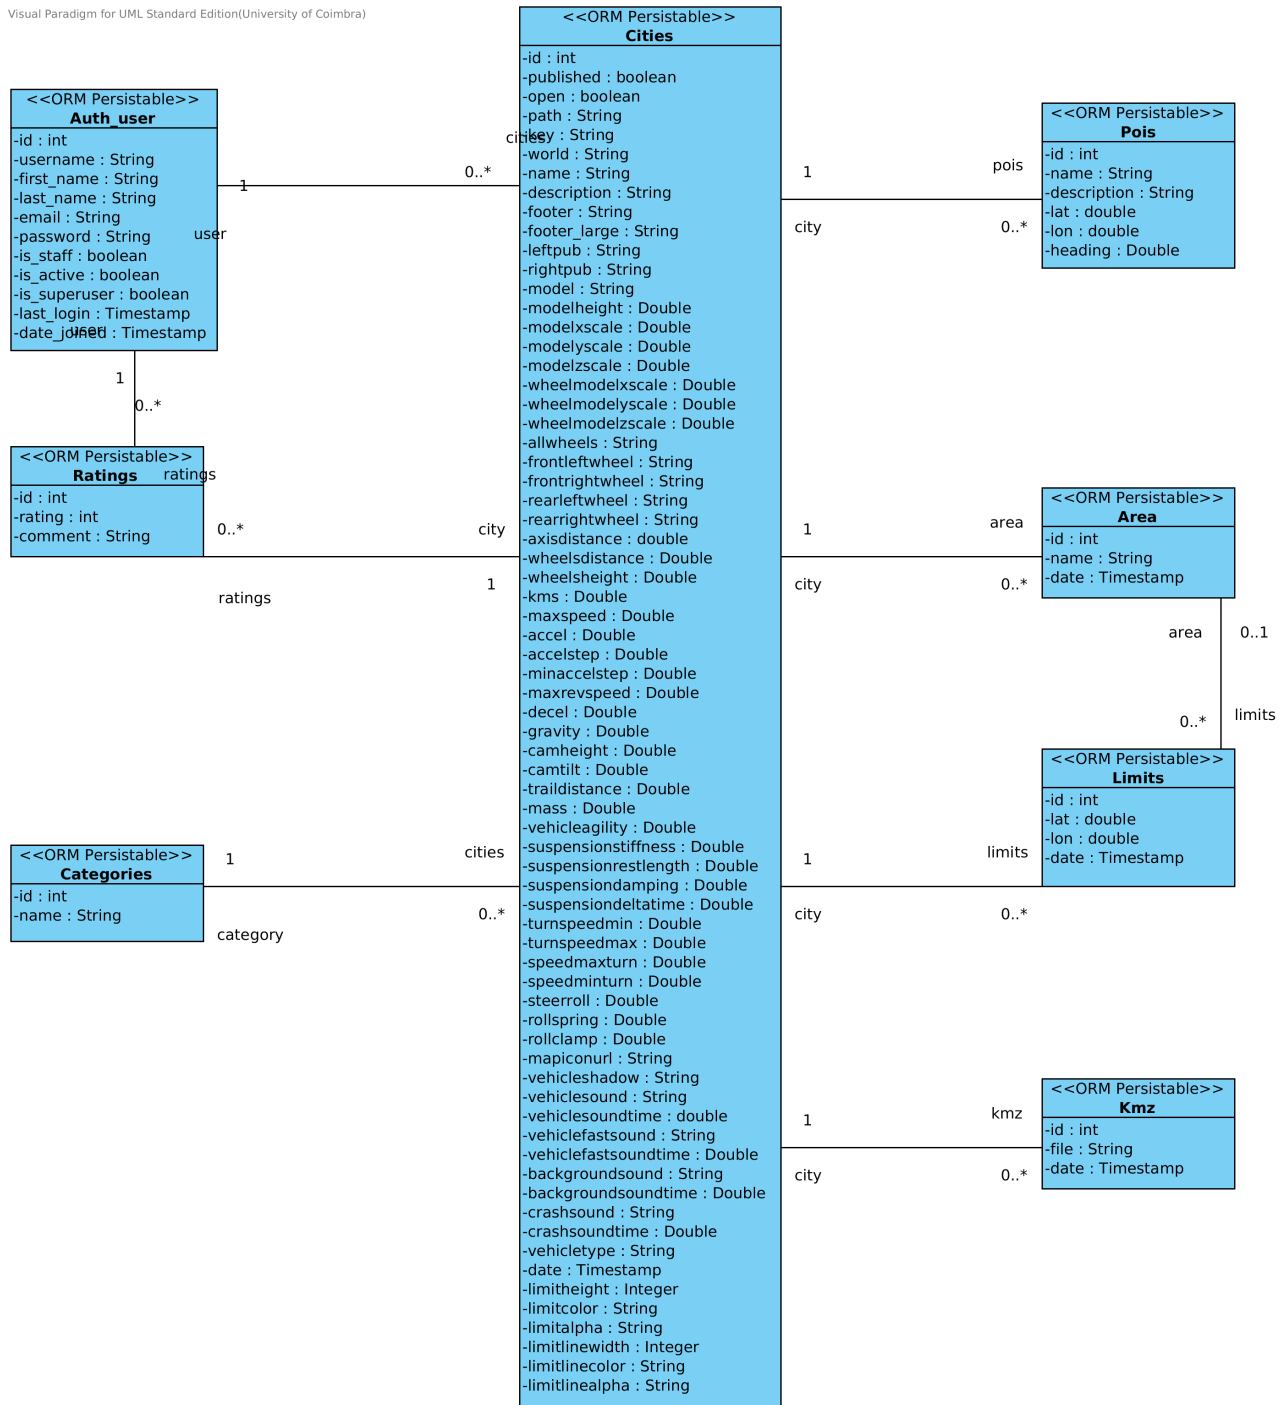 Visual Paradigm for UML Standard Edition(University of Coimbra)
<<ORM Persistable>>
Auth_user
-id : int
-username : String
-first_name : String
-last_name : String
-email : String
-password : String
-is_staff : boolean
-is_active : boolean
-is_superuser : boolean
-last_login : Timestamp
-date_joined : Timestamp
user
1
user
1
0..*
cities
0..*
<<ORM Persistable>>
Ratings
-id : int
-rating : int
-comment : String
ratings
0..*
city
ratings
1
<<ORM Persistable>>
Categories
-id : int
-name : String
1
cities
category
0..*
<<ORM Persistable>>
Cities
-id : int
-published : boolean
-open : boolean
-path : String
-key : String
-world : String
-name : String
-description : String
-footer : String
-footer_large : String
-leftpub : String
-rightpub : String
-model : String
-modelheight : Double
-modelxscale : Double
-modelyscale : Double
-modelzscale : Double
-wheelmodelxscale : Double
-wheelmodelyscale : Double
-wheelmodelzscale : Double
-allwheels : String
-frontleftwheel : String
-frontrightwheel : String
-rearleftwheel : String
-rearrightwheel : String
-axisdistance : double
-wheelsdistance : Double
-wheelsheight : Double
-kms : Double
-maxspeed : Double
-accel : Double
-accelstep : Double
-minaccelstep : Double
-maxrevspeed : Double
-decel : Double
-gravity : Double
-camheight : Double
-camtilt : Double
-traildistance : Double
-mass : Double
-vehicleagility : Double
-suspensionstiffness : Double
-suspensionrestlength : Double
-suspensiondamping : Double
-suspensiondeltatime : Double
-turnspeedmin : Double
-turnspeedmax : Double
-speedmaxturn : Double
-speedminturn : Double
-steerroll : Double
-rollspring : Double
-rollclamp : Double
-mapiconurl : String
-vehicleshadow : String
-vehiclesound : String
-vehiclesoundtime : double
-vehiclefastsound : String
-vehiclefastsoundtime : Double
-backgroundsound : String
-backgroundsoundtime : Double
-crashsound : String
-crashsoundtime : Double
-vehicletype : String
-date : Timestamp
-limitheight : Integer
-limitcolor : String
-limitalpha : String
-limitlinewidth : Integer
-limitlinecolor : String
-limitlinealpha : String
1
pois
city
0..*
<<ORM Persistable>>
Pois
-id : int
-name : String
-description : String
-lat : double
-lon : double
-heading : Double
1
area
city
0..*
<<ORM Persistable>>
Area
-id : int
-name : String
-date : Timestamp
area
0..1
0..*
limits
<<ORM Persistable>>
Limits
-id : int
-lat : double
-lon : double
-date : Timestamp
1
limits
city
0..*
<<ORM Persistable>>
Kmz
-id : int
-file : String
-date : Timestamp
1
kmz
city
0..*